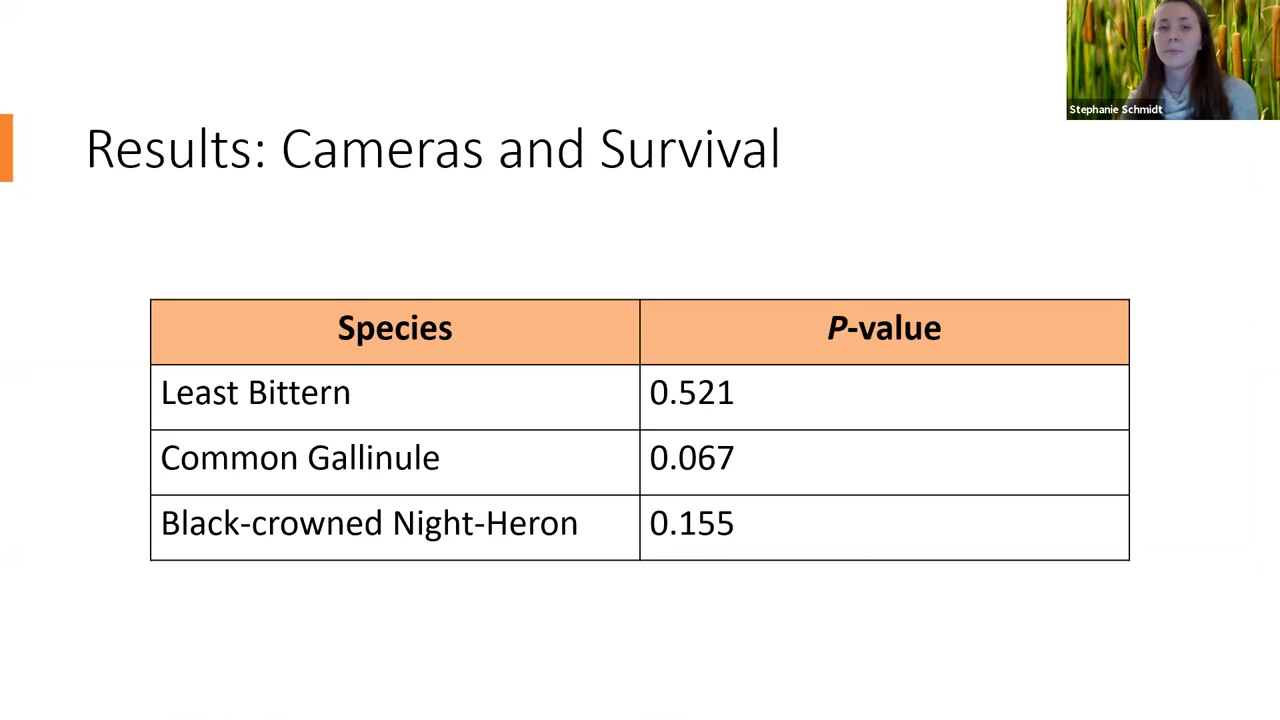 Stephanie Schmidt
Results: Cameras and Survival
Species P-value
Least Bittern 0.521
Common Gallinule 0.067
Black-crowned Night-Heron 0.155